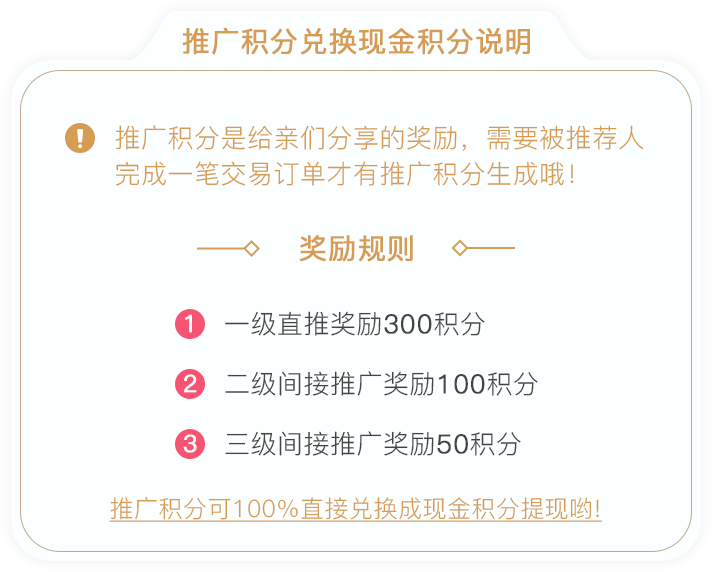 推广积分兑换现金积分说明
! 推广积分是给亲们分享的奖励，需要被推荐人
完成一笔交易订单才有推广积分生成哦!
奖励规则
1 一级直推奖励300积分
2 二级间接推广奖励100积分
3 三级间接推广奖励50积分
推广积分可100%直接兑换成现金积分提现哟!